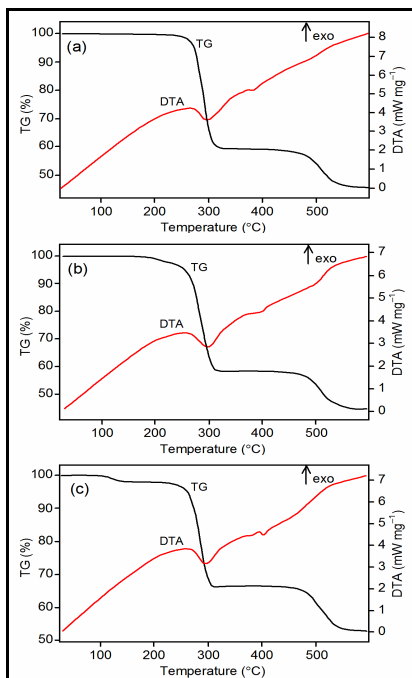 (a)
TG
↑ exo
DTA
TG (%)
100
90
80
70
60
50
DTA (mW mg⁻¹)
8
7
6
5
4
3
2
1
0
100 200 300 400 500
Temperature (°C)
(b)
TG
↑ exo
DTA
TG (%)
100
90
80
70
60
50
DTA (mW mg⁻¹)
7
6
5
4
3
2
1
0
100 200 300 400 500
Temperature (°C)
(c)
TG
↑ exo
DTA
TG (%)
100
90
80
70
60
50
DTA (mW mg⁻¹)
7
6
5
4
3
2
1
0
100 200 300 400 500
Temperature (°C)